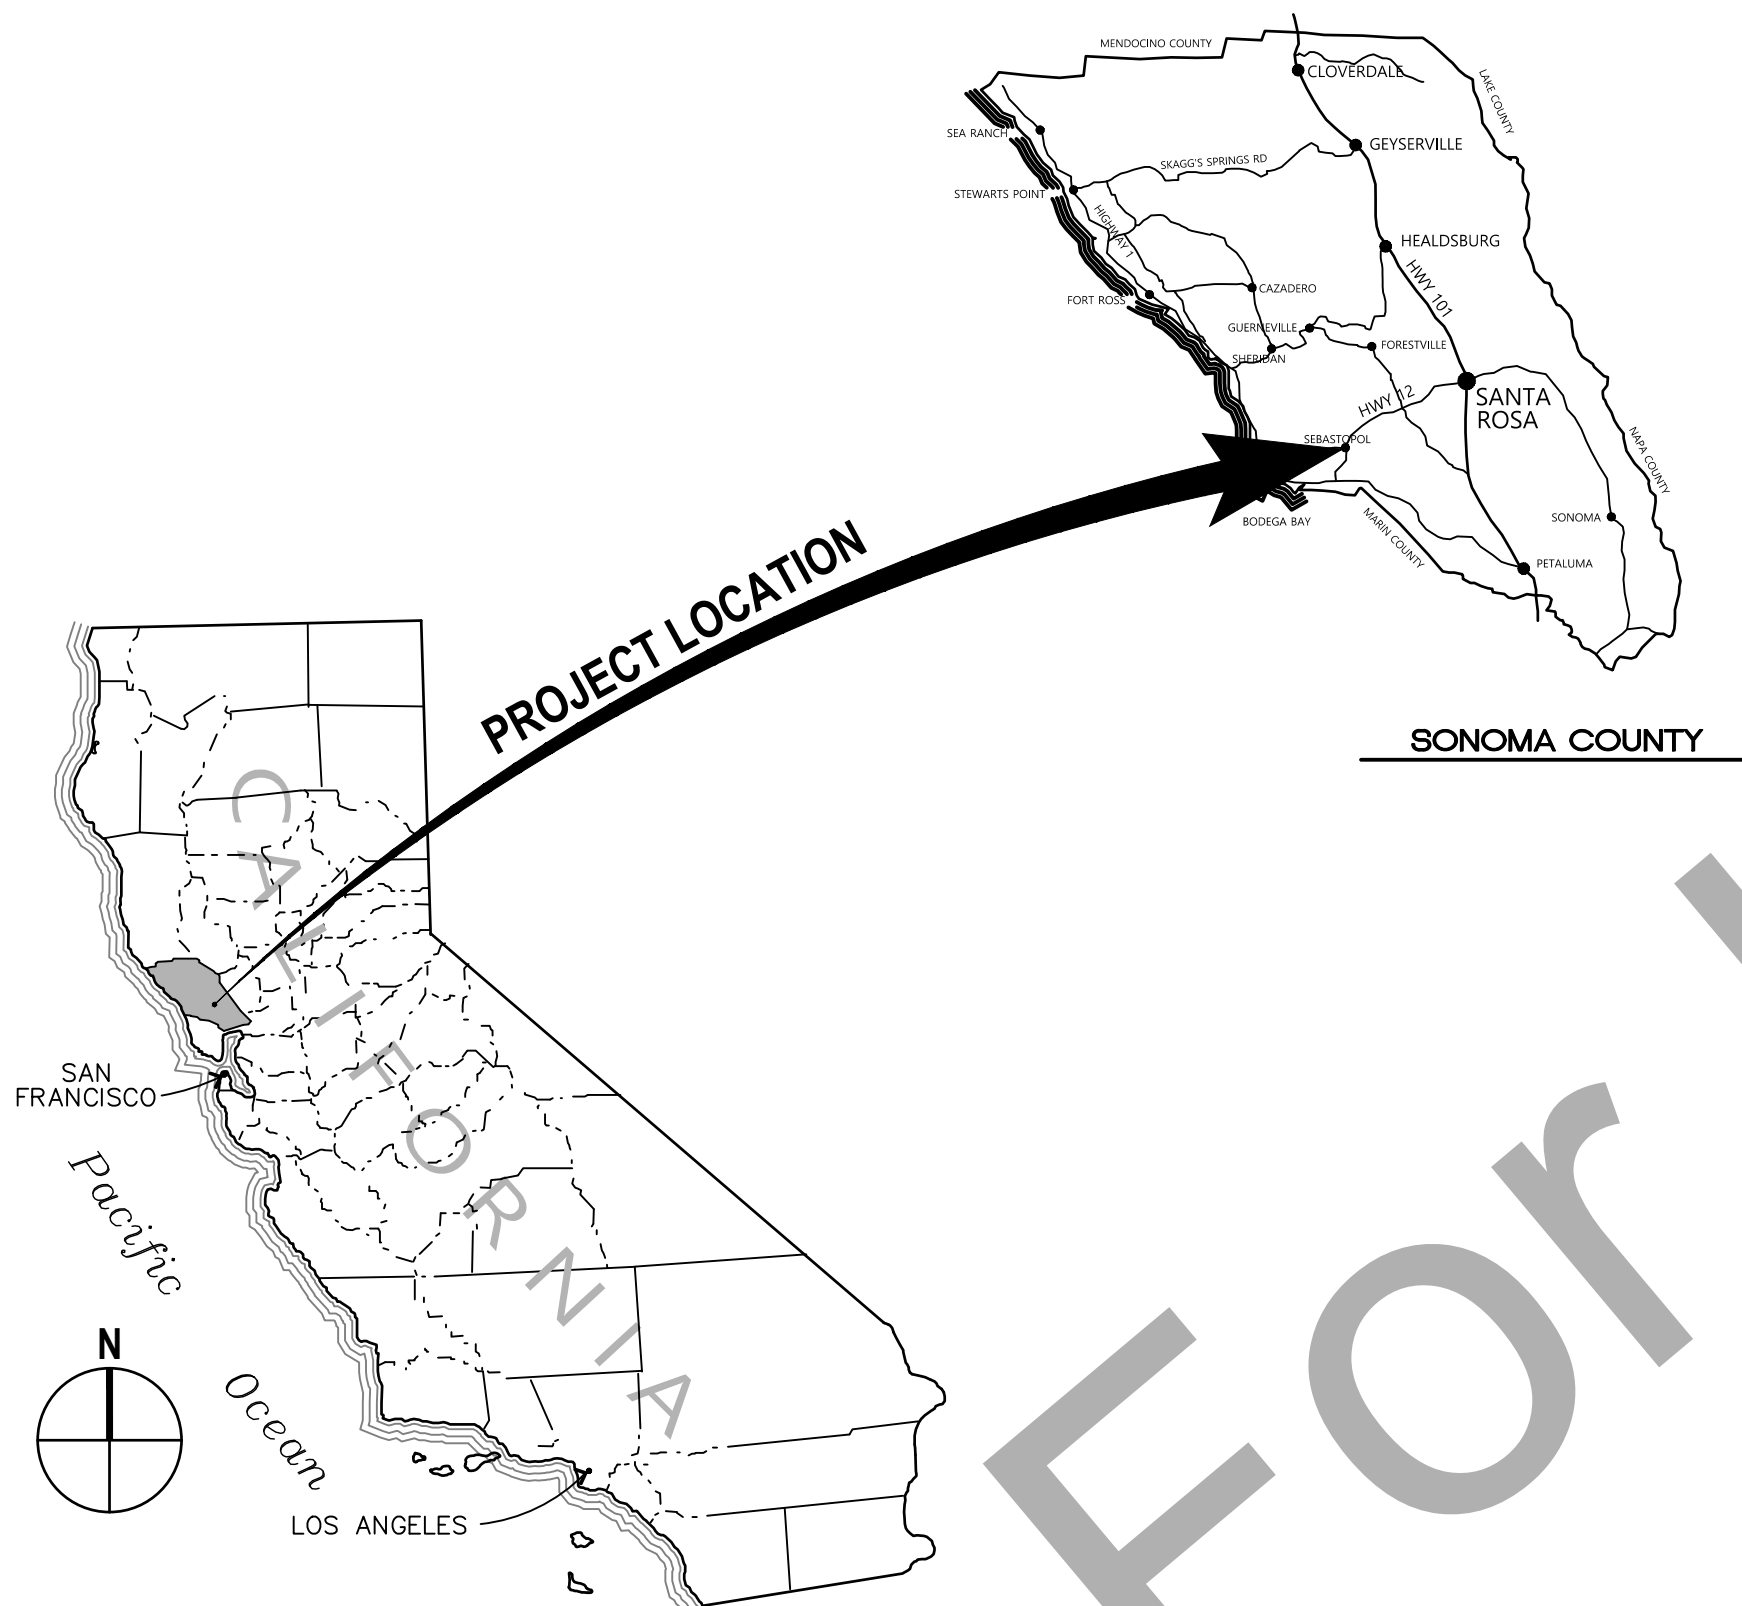 MENDOCINO COUNTY
CLOVERDALE
LAKE COUNTY
SEA RANCH
GEYSERVILLE
SKAGG'S SPRINGS RD
STEWARTS POINT
HIGHWAY 1
HEALDSBURG
HWY 101
CAZADERO
FORT ROSS
GUERNEVILLE
FORESTVILLE
SHERIDAN
SANTA
ROSA
HWY 12
SEBASTOPOL
NAPA COUNTY
BODEGA BAY
MARIN COUNTY
SONOMA
PETALUMA
PROJECT LOCATION
SONOMA COUNTY
CALIFORNIA
SAN
FRANCISCO
Pacific
Ocean
N
LOS ANGELES
For